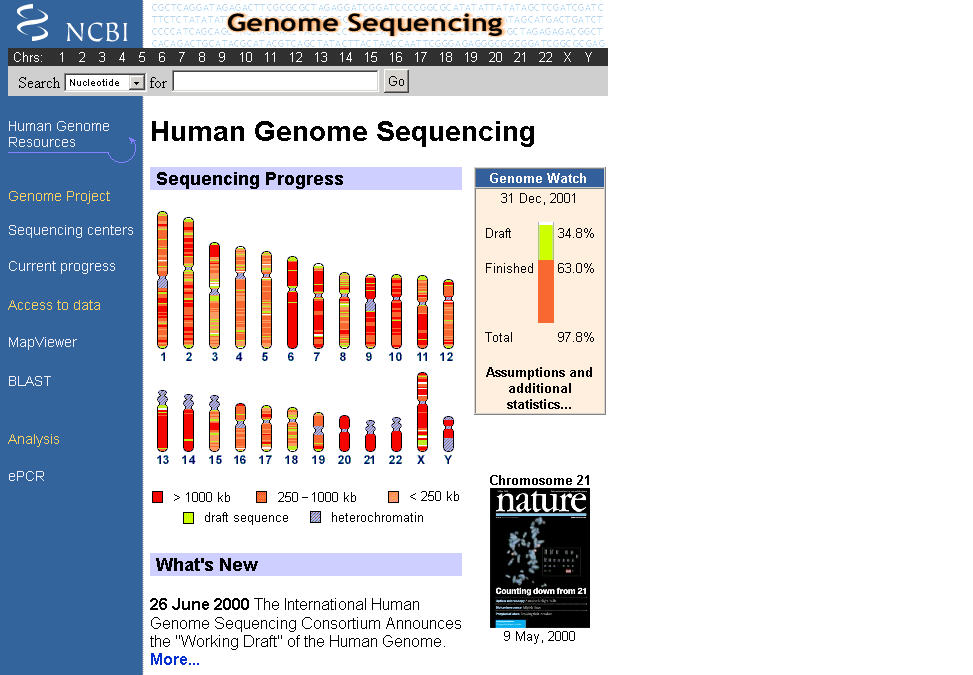 NCBI
Genome Sequencing
Chrs: 1 2 3 4 5 6 7 8 9 10 11 12 13 14 15 16 17 18 19 20 21 22 X Y
Search Nucleotide for Go
Human Genome
Resources
Genome Project
Sequencing centers
Current progress
Access to data
MapViewer
BLAST
Analysis
ePCR
Human Genome Sequencing
Sequencing Progress
1 2 3 4 5 6 7 8 9 10 11 12
13 14 15 16 17 18 19 20 21 22 X Y
> 1000 kb 250 – 1000 kb < 250 kb
draft sequence heterochromatin
What's New
26 June 2000 The International Human
Genome Sequencing Consortium Announces
the "Working Draft" of the Human Genome.
More...
Genome Watch
31 Dec, 2001
Draft 34.8%
Finished 63.0%
Total 97.8%
Assumptions and
additional
statistics...
Chromosome 21
nature
Counting down from 21
9 May, 2000